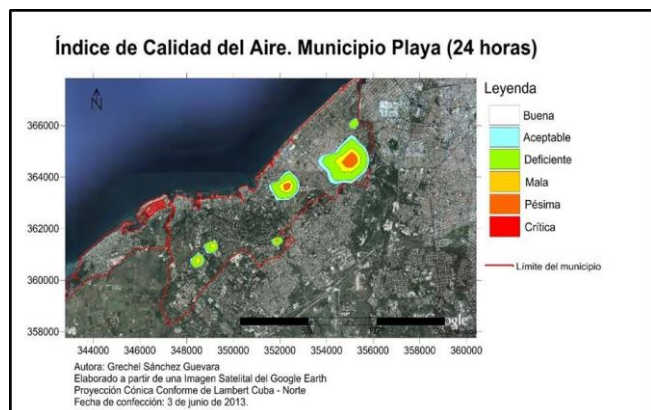 Índice de Calidad del Aire. Municipio Playa (24 horas)
N
366000
364000
362000
360000
358000
344000 346000 348000 350000 352000 354000 356000 358000 360000
Leyenda
Buena
Aceptable
Deficiente
Mala
Pésima
Crítica
Límite del municipio
Google
Autora: Grechel Sánchez Guevara
Elaborado a partir de una Imagen Satelital del Google Earth
Proyección Cónica Conforme de Lambert Cuba - Norte
Fecha de confección: 3 de junio de 2013.